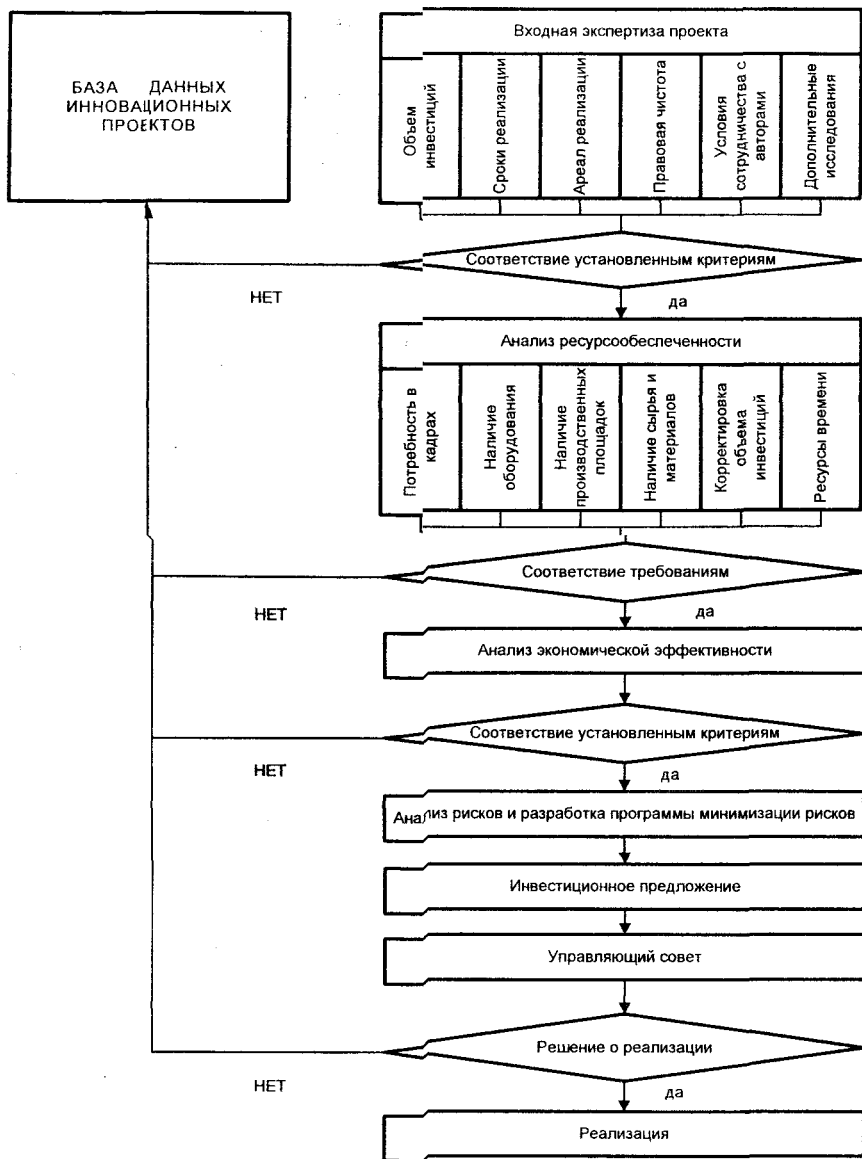 БАЗА ДАННЫХ
ИННОВАЦИОННЫХ
ПРОЕКТОВ
Входная экспертиза проекта
Объем
инвестиций
Сроки реализации
Ареал реализации
Правовая чистота
Условия
сотрудничества с
авторами
Дополнительные
исследования
Соответствие установленным критериям
НЕТ
да
Анализ ресурсообеспеченности
Потребность в
кадрах
Наличие
оборудования
Наличие
производственных
площадок
Наличие сырья и
материалов
Корректировка
объема
инвестиций
Ресурсы времени
Соответствие требованиям
НЕТ
да
Анализ экономической эффективности
Соответствие установленным критериям
НЕТ
да
Анализ рисков и разработка программы минимизации рисков
Инвестиционное предложение
Управляющий совет
Решение о реализации
НЕТ
да
Реализация